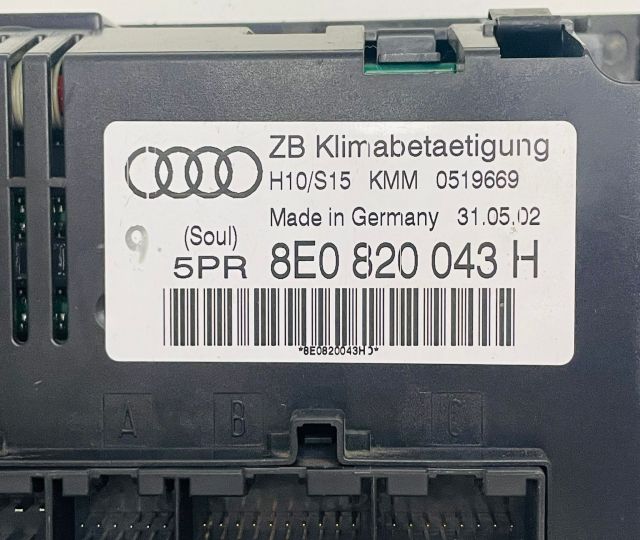 ZB Klimabetaetigung
H10/S15 KMM 0519669
Made in Germany 31.05.02
9
(Soul)
5PR 8E0 820 043 H
*8E0820043H *
A B C